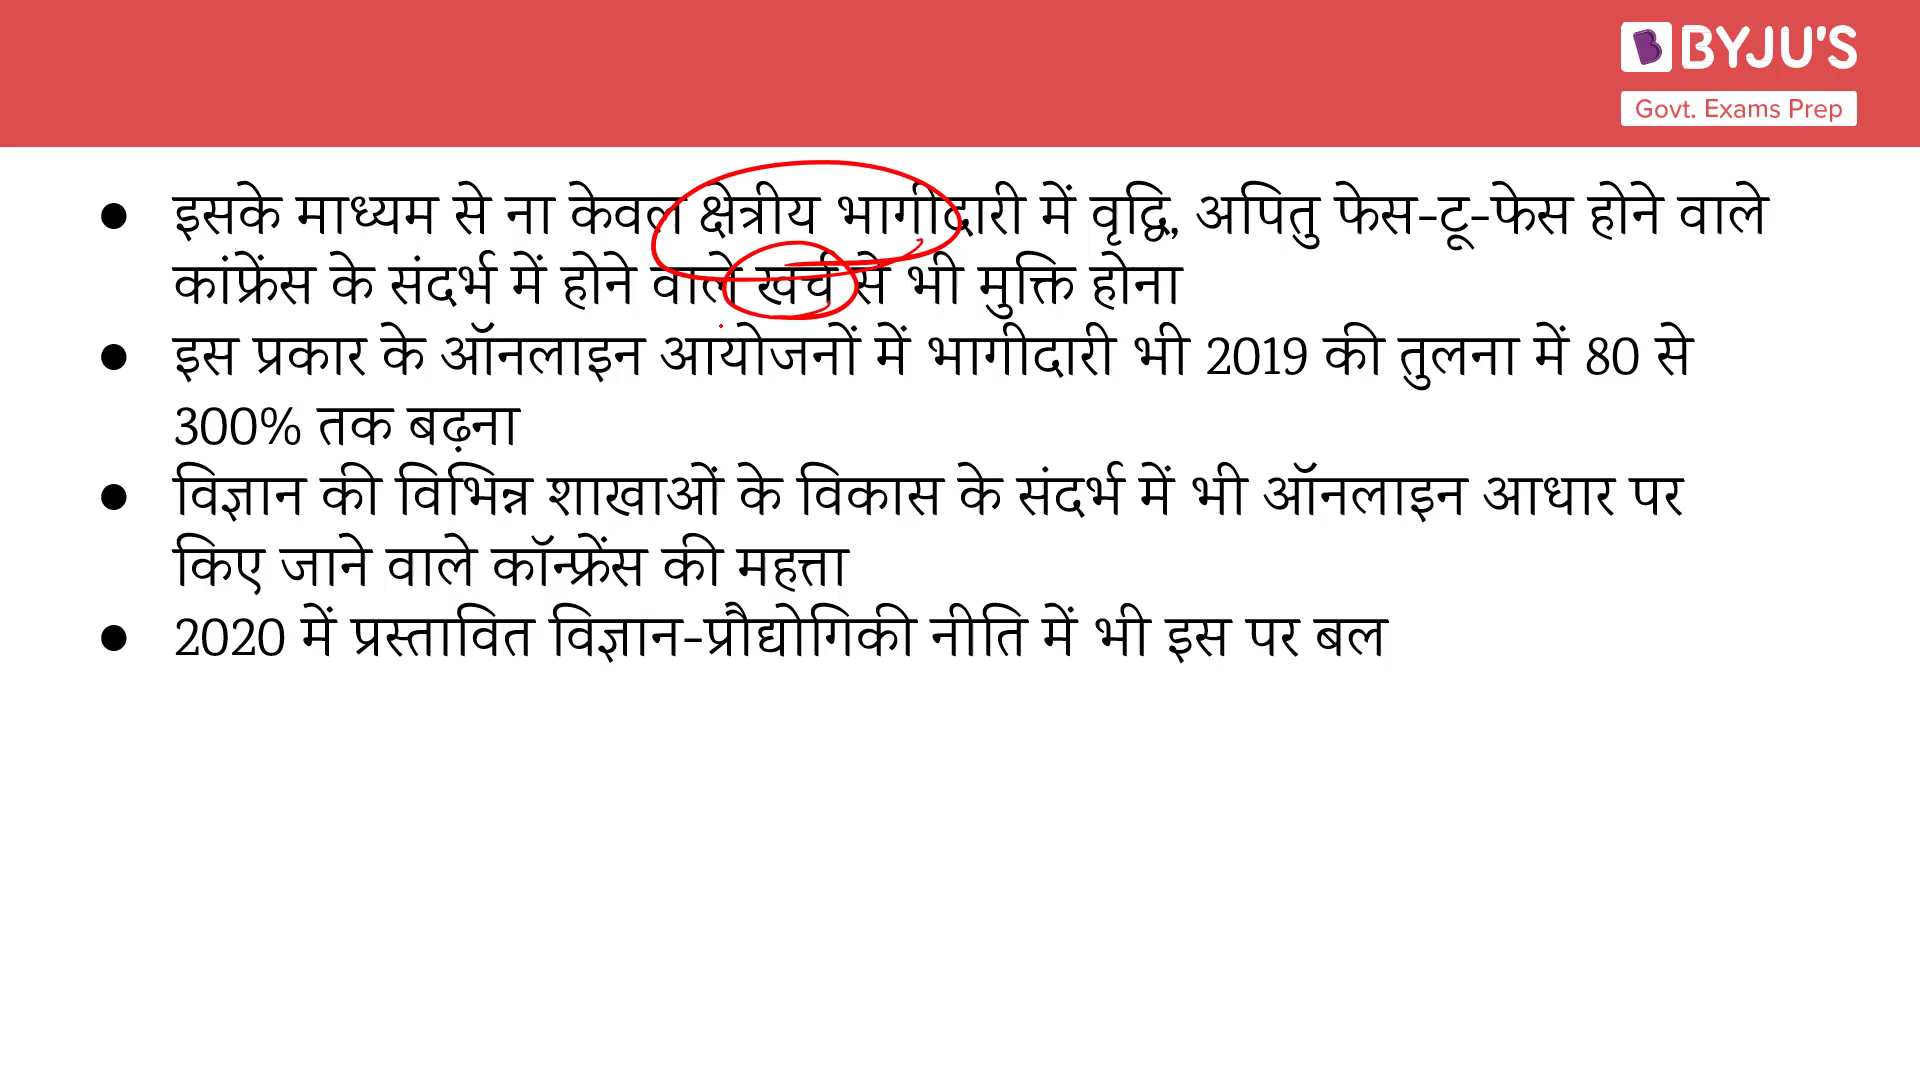 BYJU'S
Govt. Exams Prep
● इसके माध्यम से ना केवल क्षेत्रीय भागीदारी में वृद्धि, अपितु फेस-टू-फेस होने वाले
कांफ्रेंस के संदर्भ में होने वाले खर्च से भी मुक्ति होना
● इस प्रकार के ऑनलाइन आयोजनों में भागीदारी भी 2019 की तुलना में 80 से
300% तक बढ़ना
● विज्ञान की विभिन्न शाखाओं के विकास के संदर्भ में भी ऑनलाइन आधार पर
किए जाने वाले कॉन्फ्रेंस की महत्ता
● 2020 में प्रस्तावित विज्ञान-प्रौद्योगिकी नीति में भी इस पर बल